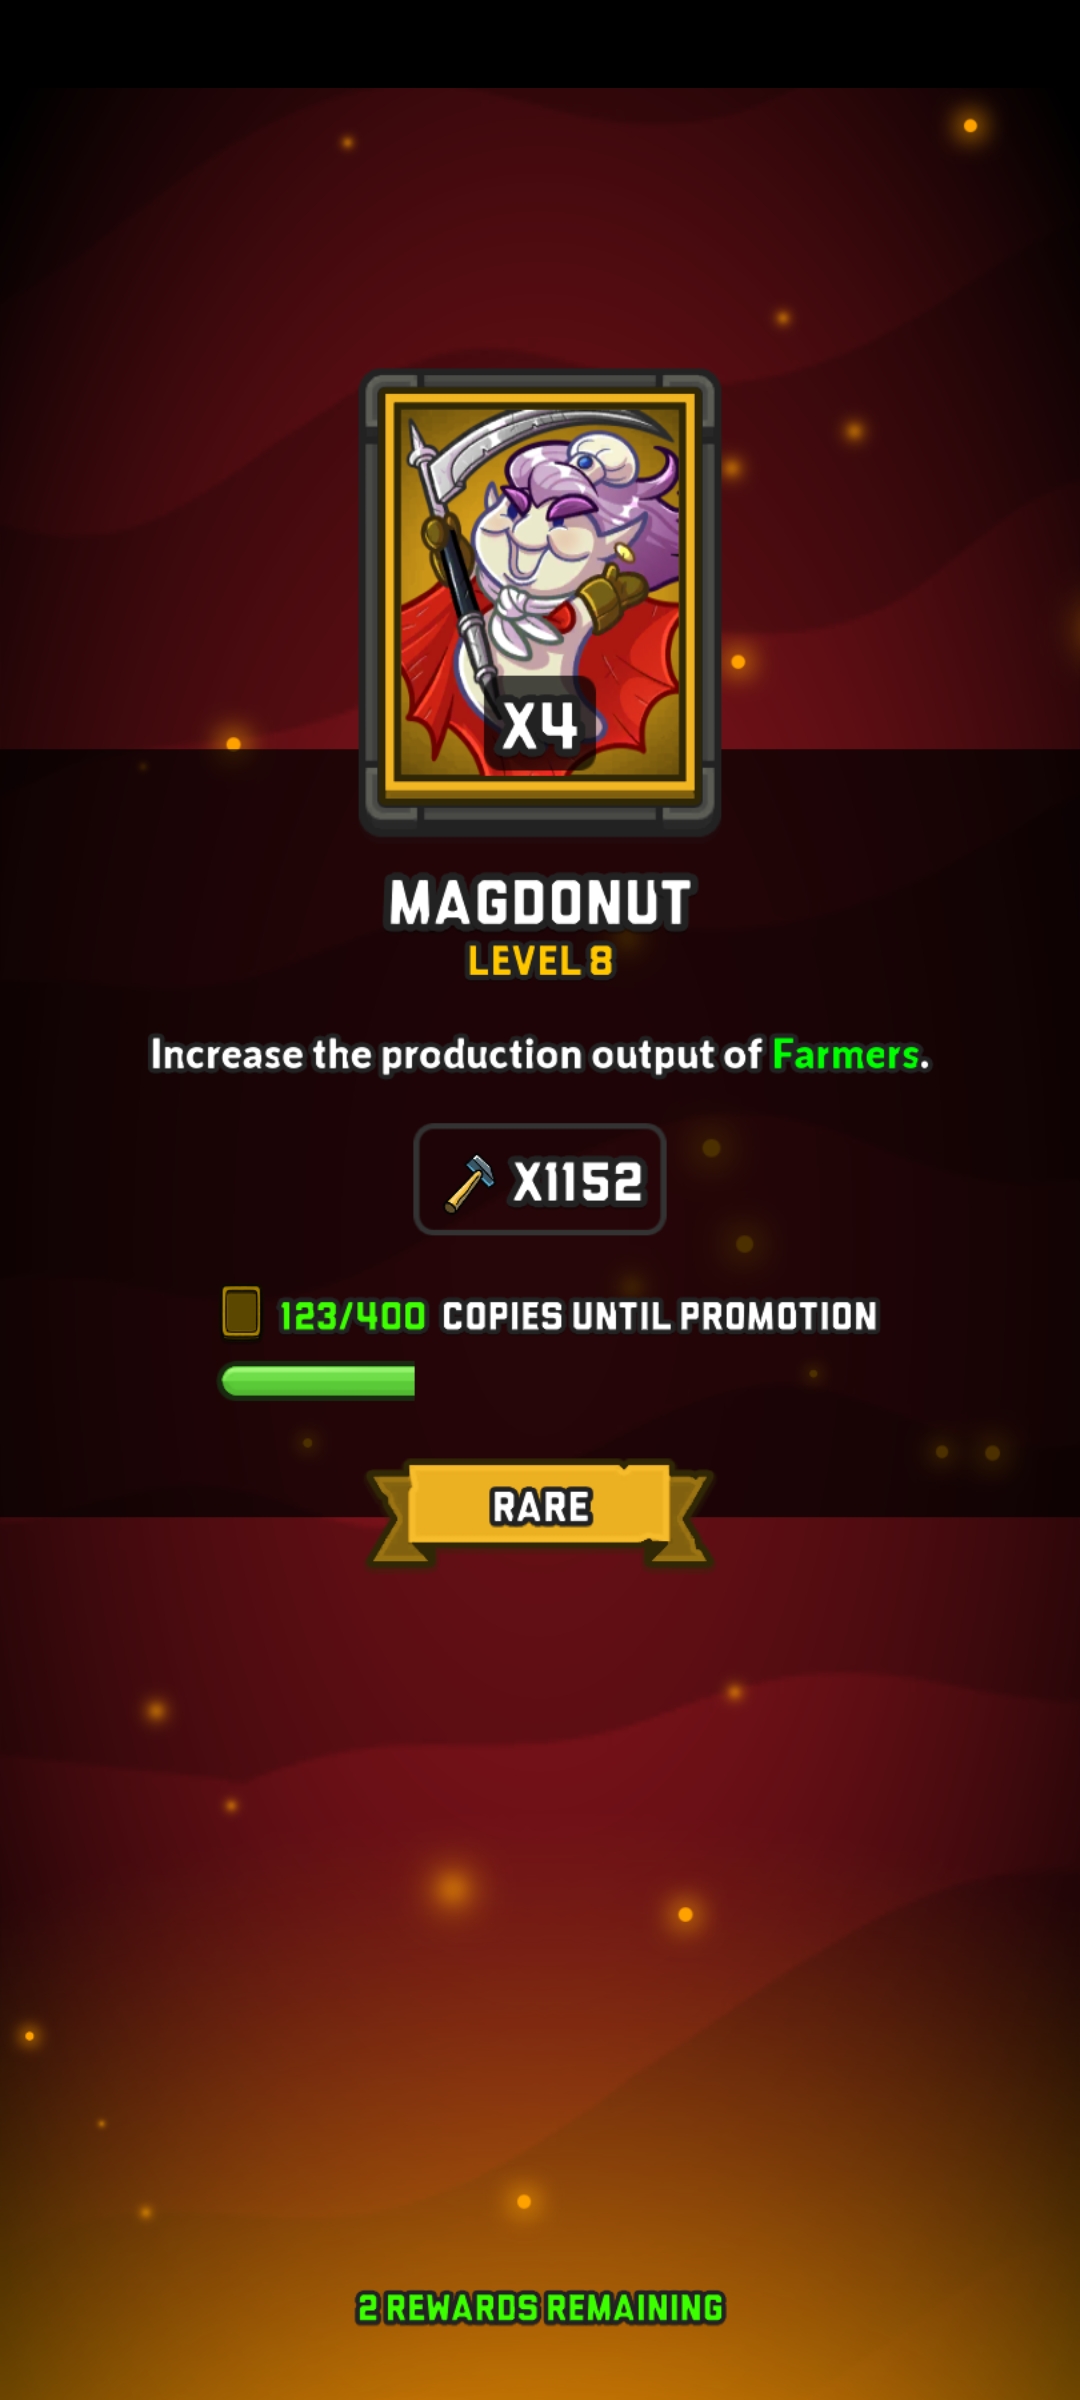 X4
MAGDONUT
LEVEL 8
Increase the production output of Farmers.
X1152
123/400 COPIES UNTIL PROMOTION
RARE
2 REWARDS REMAINING